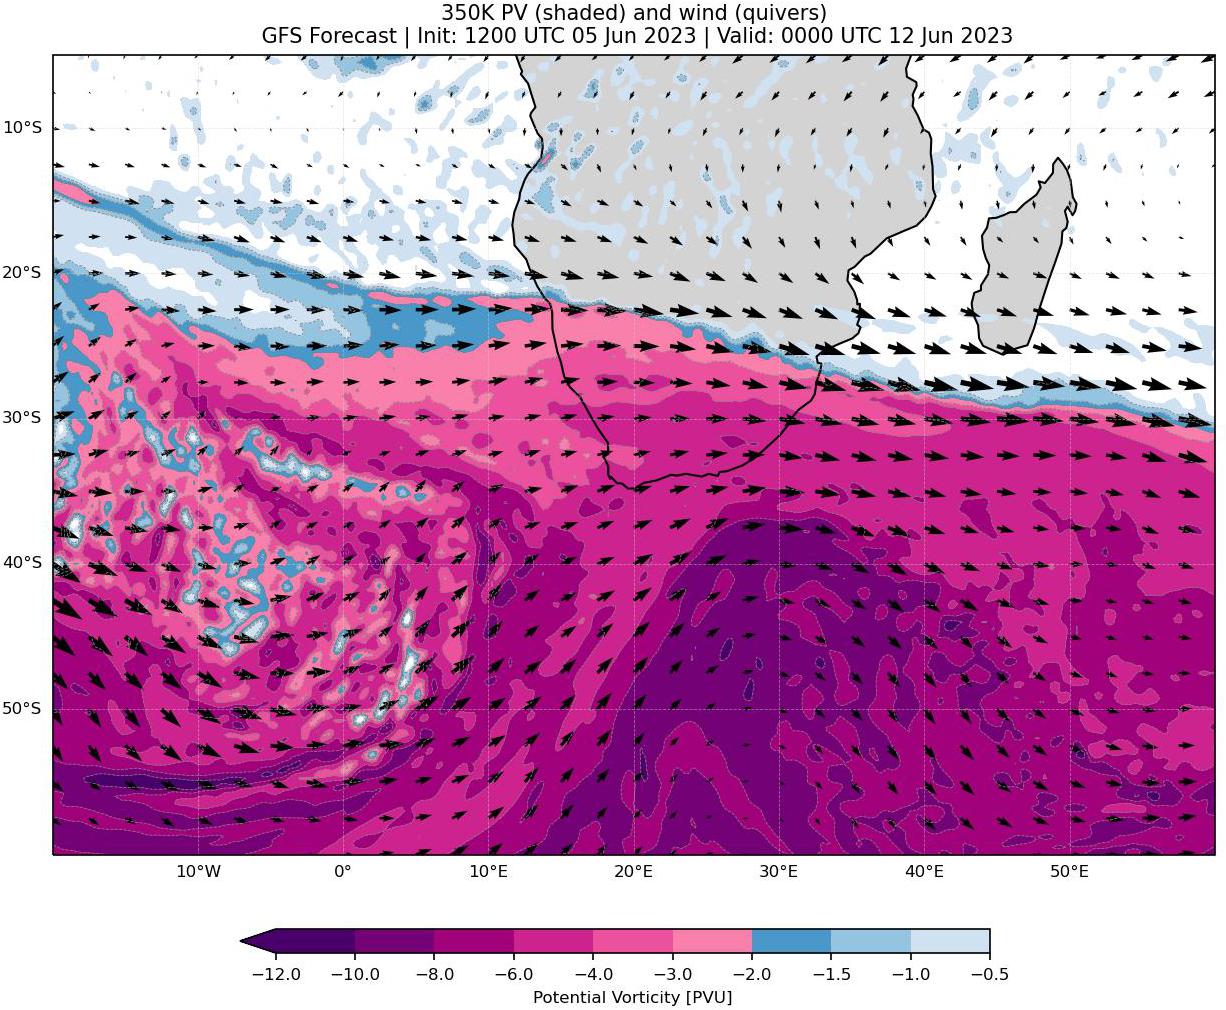 350K PV (shaded) and wind (quivers)
GFS Forecast | Init: 1200 UTC 05 Jun 2023 | Valid: 0000 UTC 12 Jun 2023
10°S
20°S
30°S
40°S
50°S
10°W 0° 10°E 20°E 30°E 40°E 50°E
−12.0 −10.0 −8.0 −6.0 −4.0 −3.0 −2.0 −1.5 −1.0 −0.5
Potential Vorticity [PVU]